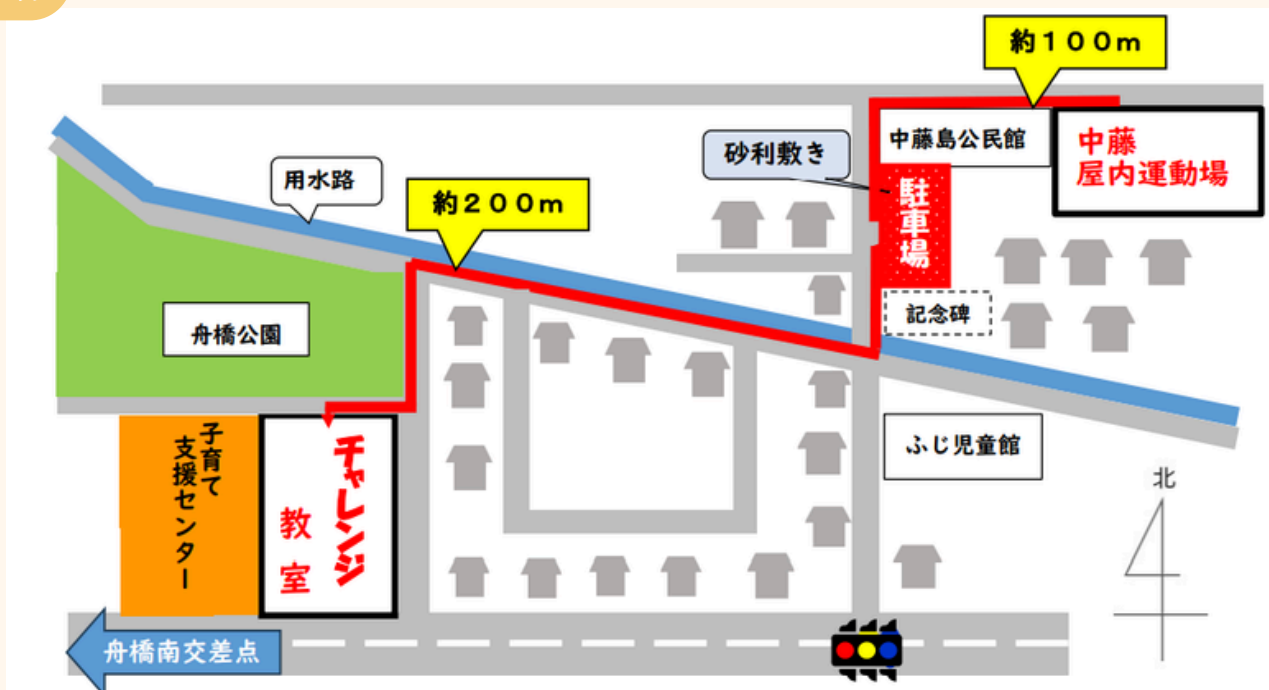 約100m
中藤島公民館
中藤
屋内運動場
砂利敷き
駐車場
用水路
約200m
舟橋公園
記念碑
ふじ児童館
子育て
支援センター
チャレンジ
教室
北
舟橋南交差点